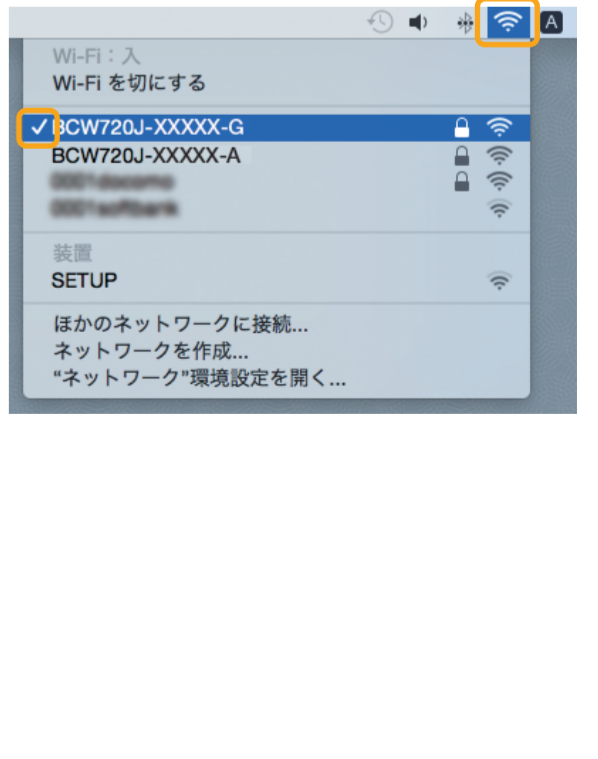 A
Wi-Fi：入
Wi-Fi を切にする
BCW720J-XXXXX-G
BCW720J-XXXXX-A
0001docomo
0001softbank
装置
SETUP
ほかのネットワークに接続...
ネットワークを作成...
“ネットワーク”環境設定を開く...